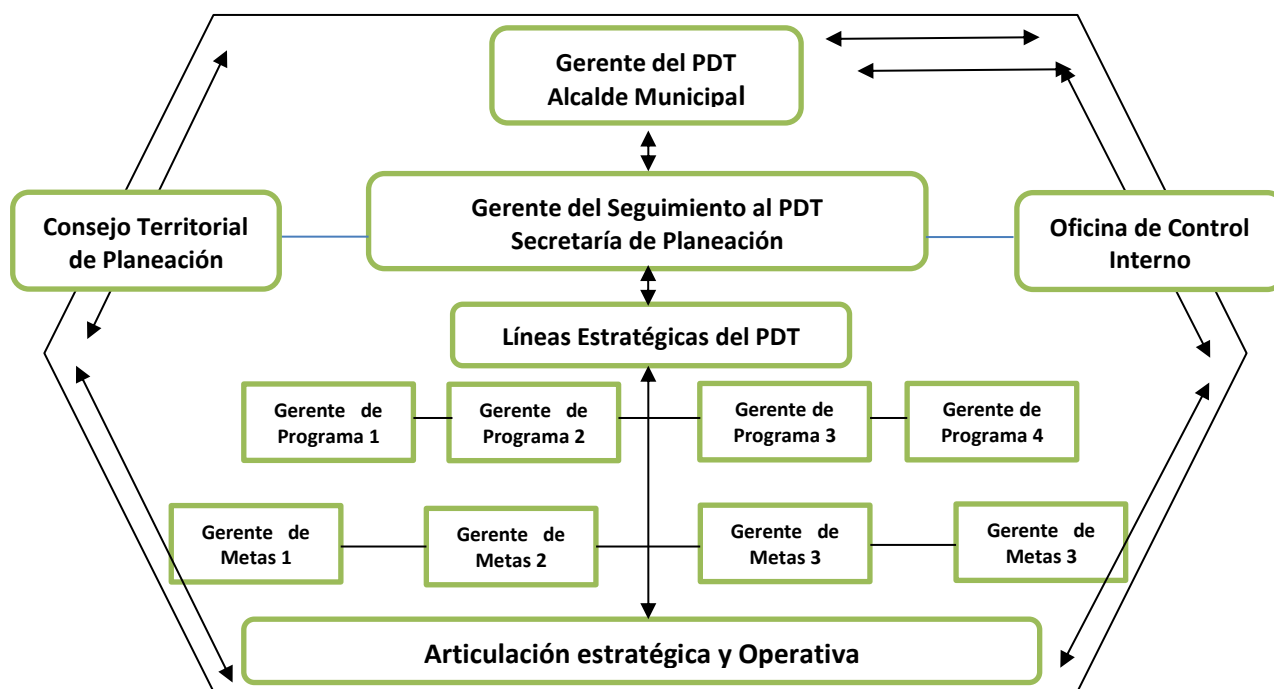 Gerente del PDT
Alcalde Municipal
Consejo Territorial
de Planeación
Gerente del Seguimiento al PDT
Secretaría de Planeación
Oficina de Control
Interno
Líneas Estratégicas del PDT
Gerente de
Programa 1
Gerente de
Programa 2
Gerente de
Programa 3
Gerente de
Programa 4
Gerente de
Metas 1
Gerente de
Metas 2
Gerente de
Metas 3
Gerente de
Metas 3
Articulación estratégica y Operativa